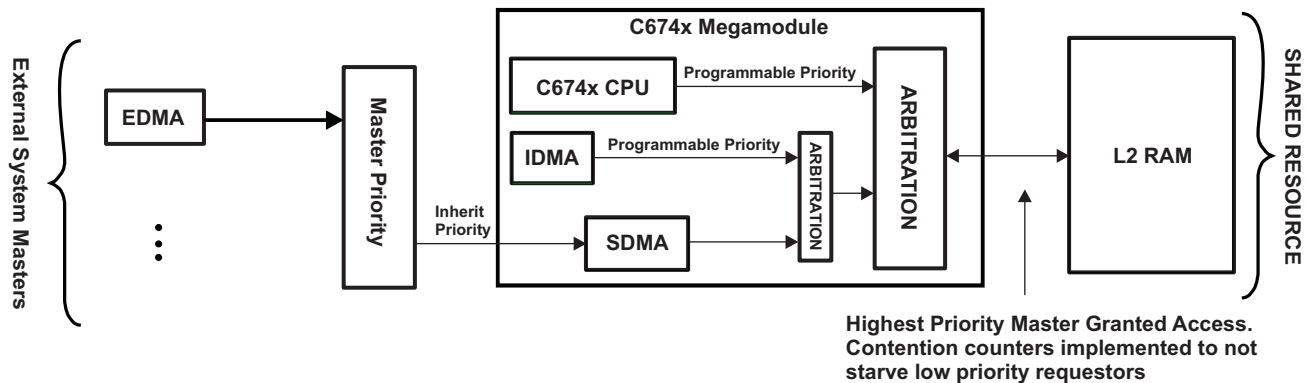 C674x Megamodule
External System Masters
EDMA
Master Priority
Inherit
Priority
C674x CPU
Programmable Priority
IDMA
Programmable Priority
SDMA
ARBITRATION
ARBITRATION
L2 RAM
SHARED RESOURCE
Highest Priority Master Granted Access.
Contention counters implemented to not
starve low priority requestors